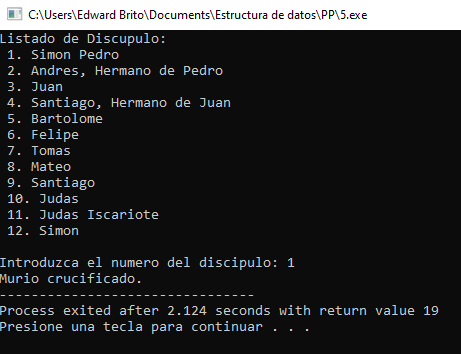 C:\Users\Edward Brito\Documents\Estructura de datos\PP\5.exe
Listado de Discupulo:
1. Simon Pedro
2. Andres, Hermano de Pedro
3. Juan
4. Santiago, Hermano de Juan
5. Bartolome
6. Felipe
7. Tomas
8. Mateo
9. Santiago
10. Judas
11. Judas Iscariote
12. Simon
Introduzca el numero del discipulo: 1
Murio crucificado.
--------------------------------
Process exited after 2.124 seconds with return value 19
Presione una tecla para continuar . . .